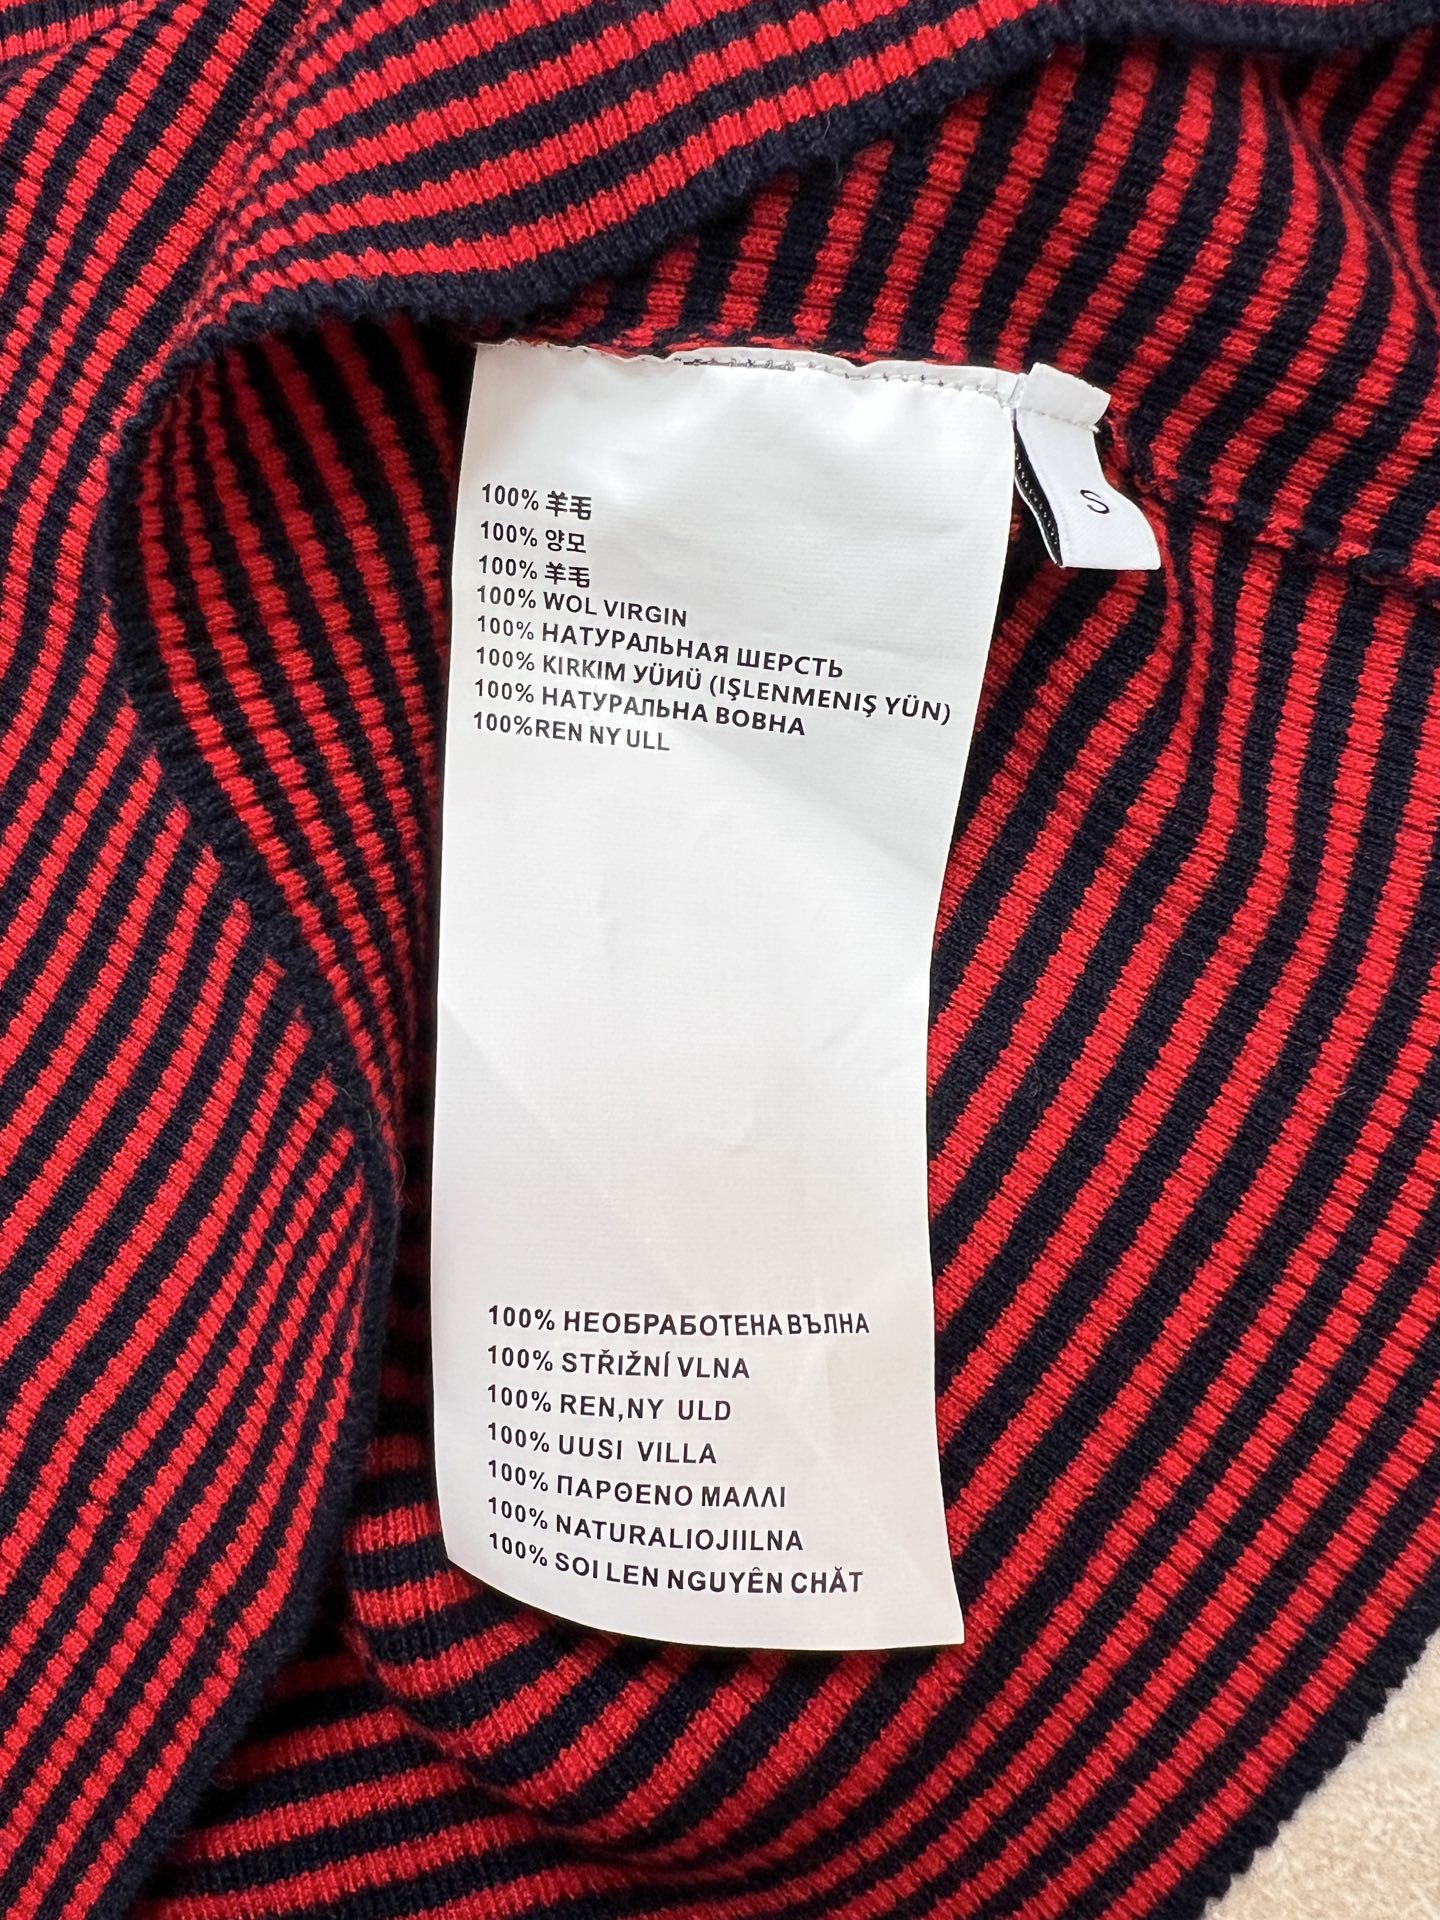 100% 羊毛
100% 양모
100% 羊毛
100% WOL VIRGIN
100% НАТУРАЛЬНАЯ ШЕРСТЬ
100% KIRKIM УÜИÜ (IŞLENMENIŞ YÜN)
100% НАТУРАЛЬНА ВОВНА
100%REN NY ULL
S
100% НЕОБРАБОТЕНА ВЪЛНА
100% STŘIŽNÍ VLNA
100% REN,NY ULD
100% UUSI VILLA
100% ΠΑΡΘΕΝΟ ΜΑΛΛΙ
100% NATURALIOJIILNA
100% SOI LEN NGUYÊN CHĂT